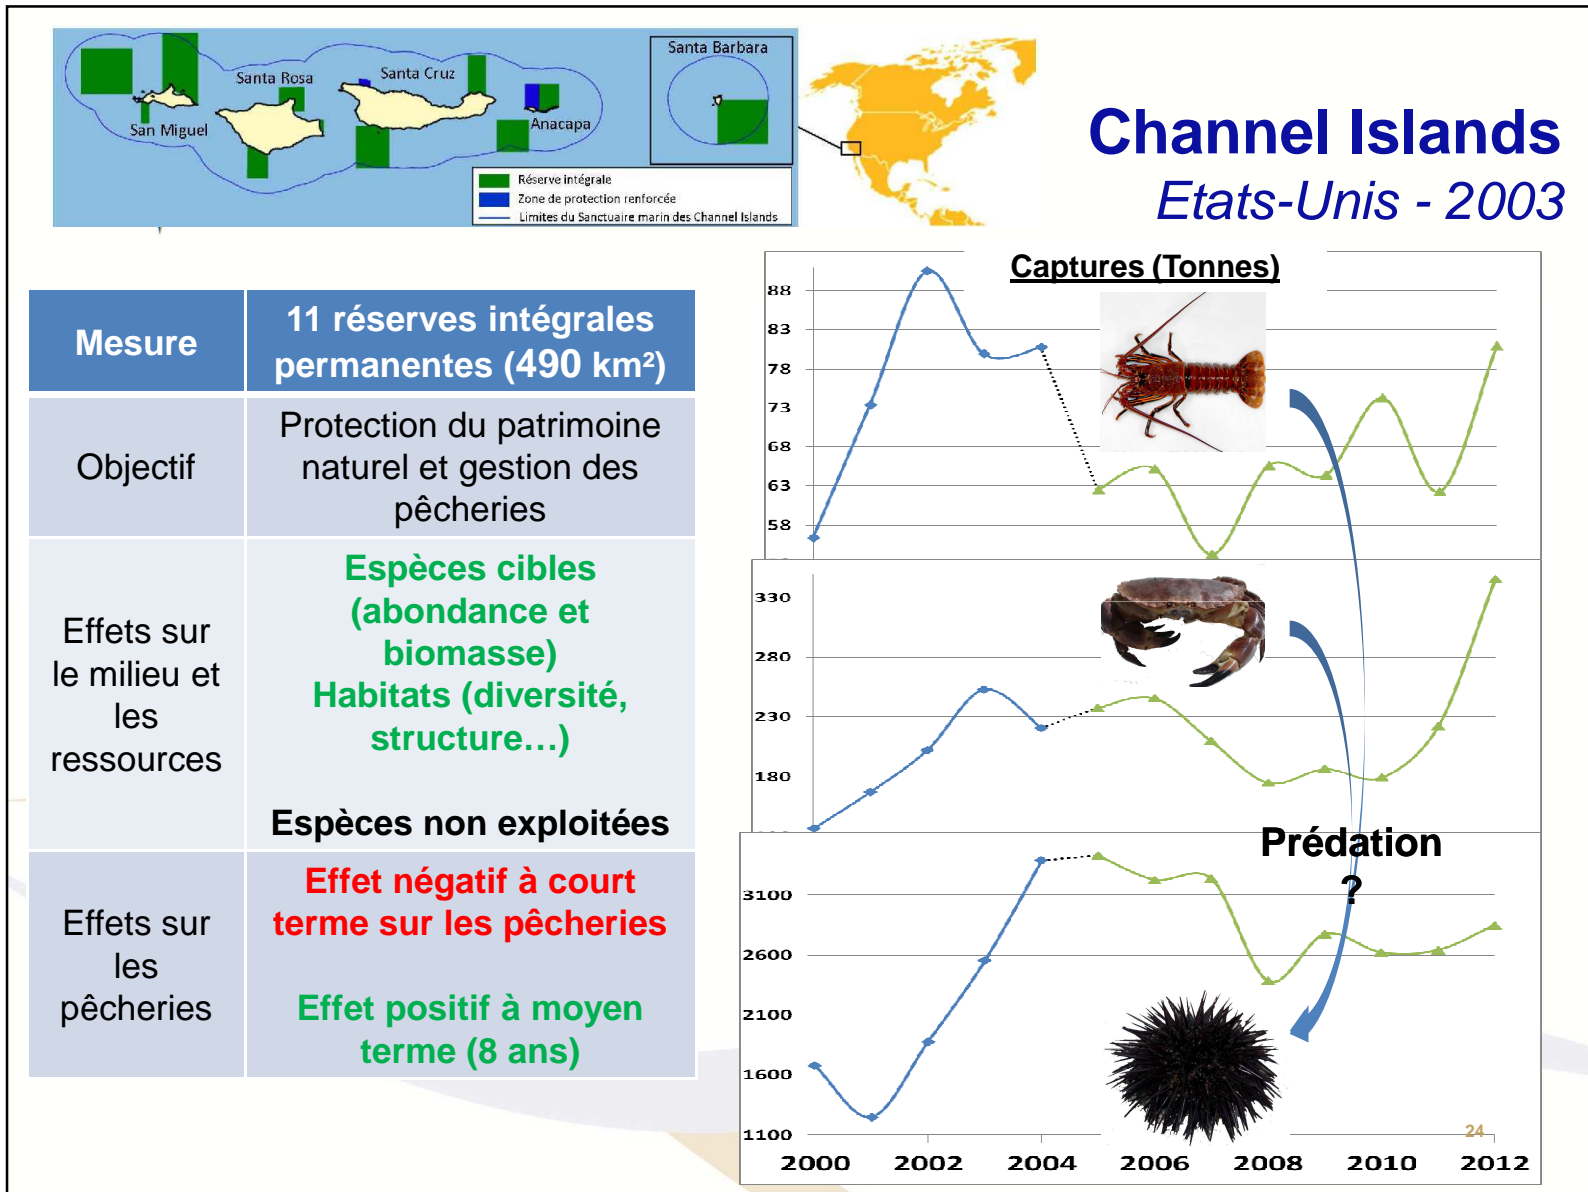 Santa Barbara
Santa Rosa
Santa Cruz
San Miguel
Anacapa
Réserve intégrale
Zone de protection renforcée
Limites du Sanctuaire marin des Channel Islands
Channel Islands
Etats-Unis - 2003
Mesure
11 réserves intégrales
permanentes (490 km²)
Objectif
Protection du patrimoine
naturel et gestion des
pêcheries
Effets sur
le milieu et
les
ressources
Espèces cibles
(abondance et
biomasse)
Habitats (diversité,
structure…)
Espèces non exploitées
Effets sur
les
pêcheries
Effet négatif à court
terme sur les pêcheries
Effet positif à moyen
terme (8 ans)
Captures (Tonnes)
88
83
78
73
68
63
58
330
280
230
180
Prédation
?
3100
2600
2100
1600
1100
2000 2002 2004 2006 2008 2010 2012
24